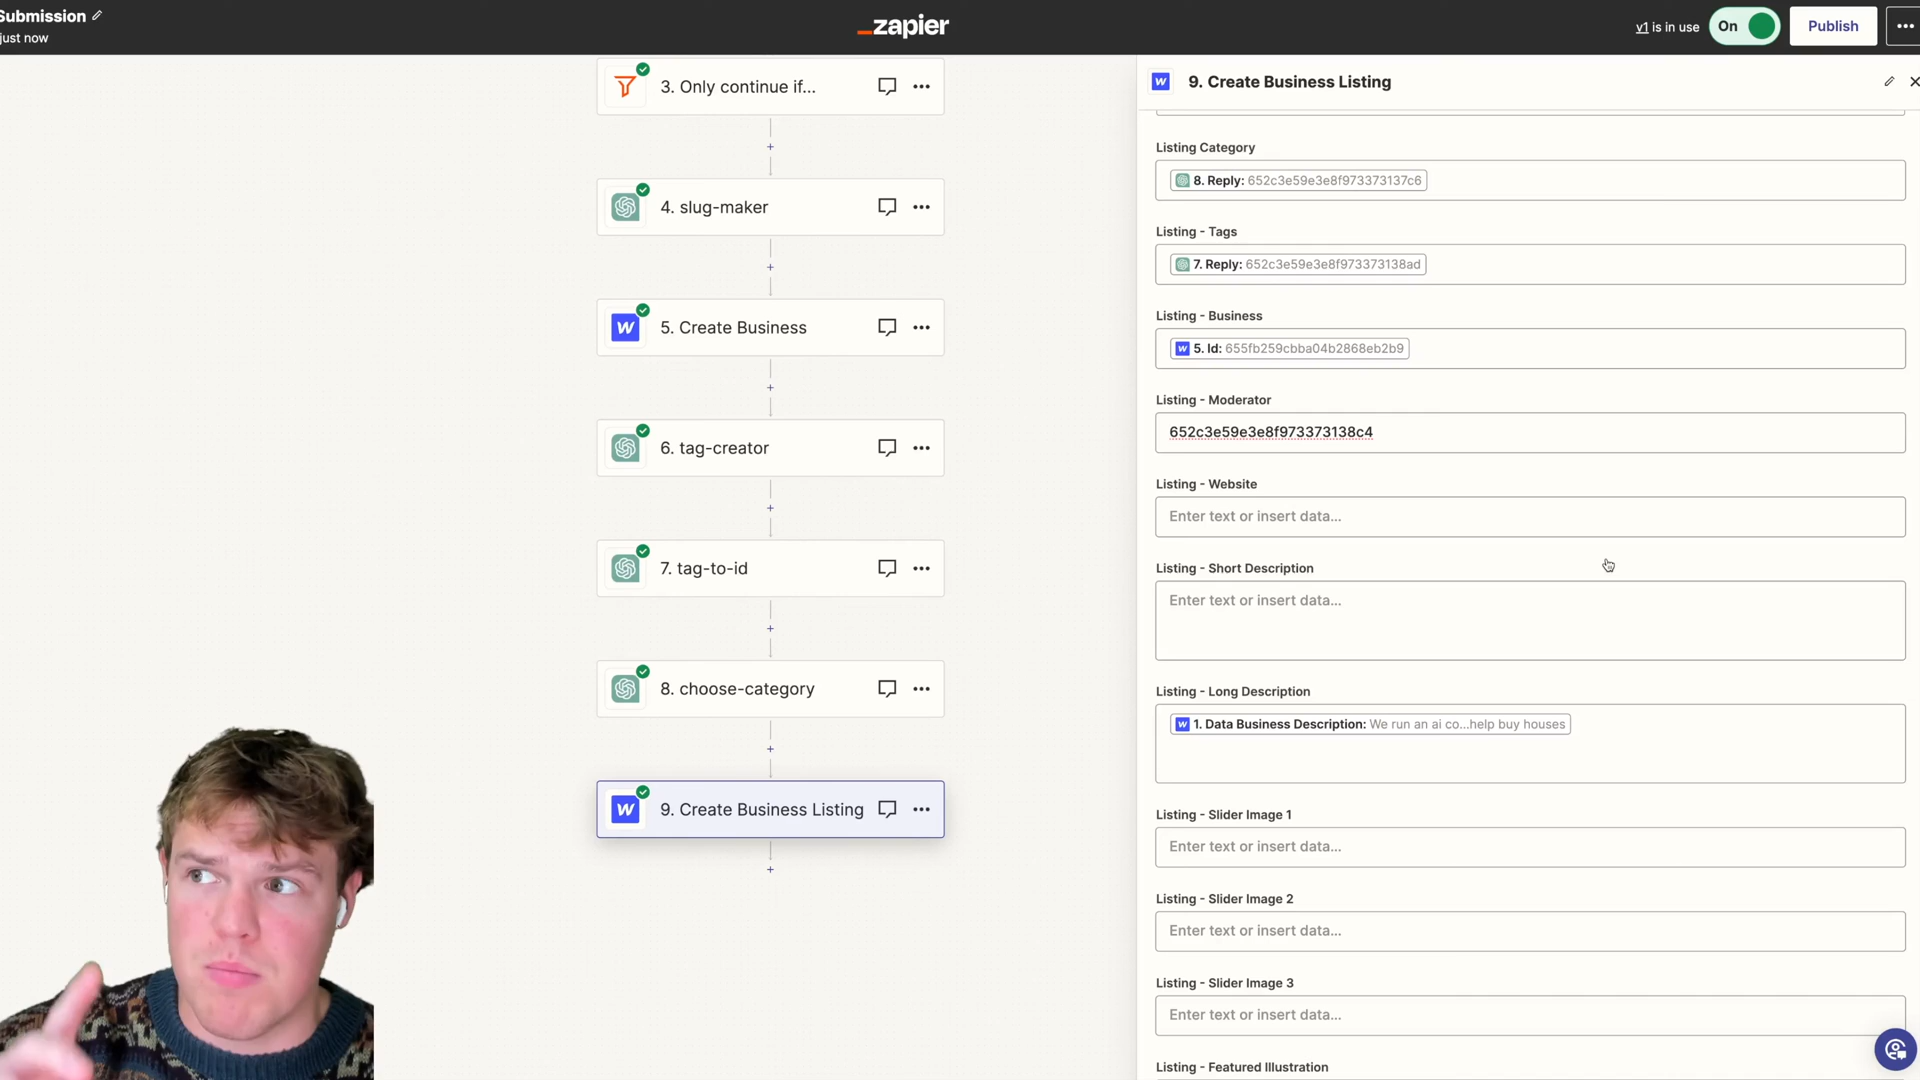 Submission
just now
zapier
v1 is in use
On
Publish
3. Only continue if...
4. slug-maker
5. Create Business
6. tag-creator
7. tag-to-id
8. choose-category
9. Create Business Listing
9. Create Business Listing
Listing Category
8. Reply: 652c3e59e3e8f973373137c6
Listing - Tags
7. Reply: 652c3e59e3e8f973373138ad
Listing - Business
5. Id: 655fb259cbba04b2868eb2b9
Listing - Moderator
652c3e59e3e8f973373138c4
Listing - Website
Enter text or insert data...
Listing - Short Description
Enter text or insert data...
Listing - Long Description
1. Data Business Description: We run an ai co...help buy houses
Listing - Slider Image 1
Enter text or insert data...
Listing - Slider Image 2
Enter text or insert data...
Listing - Slider Image 3
Enter text or insert data...
Listing - Featured Illustration